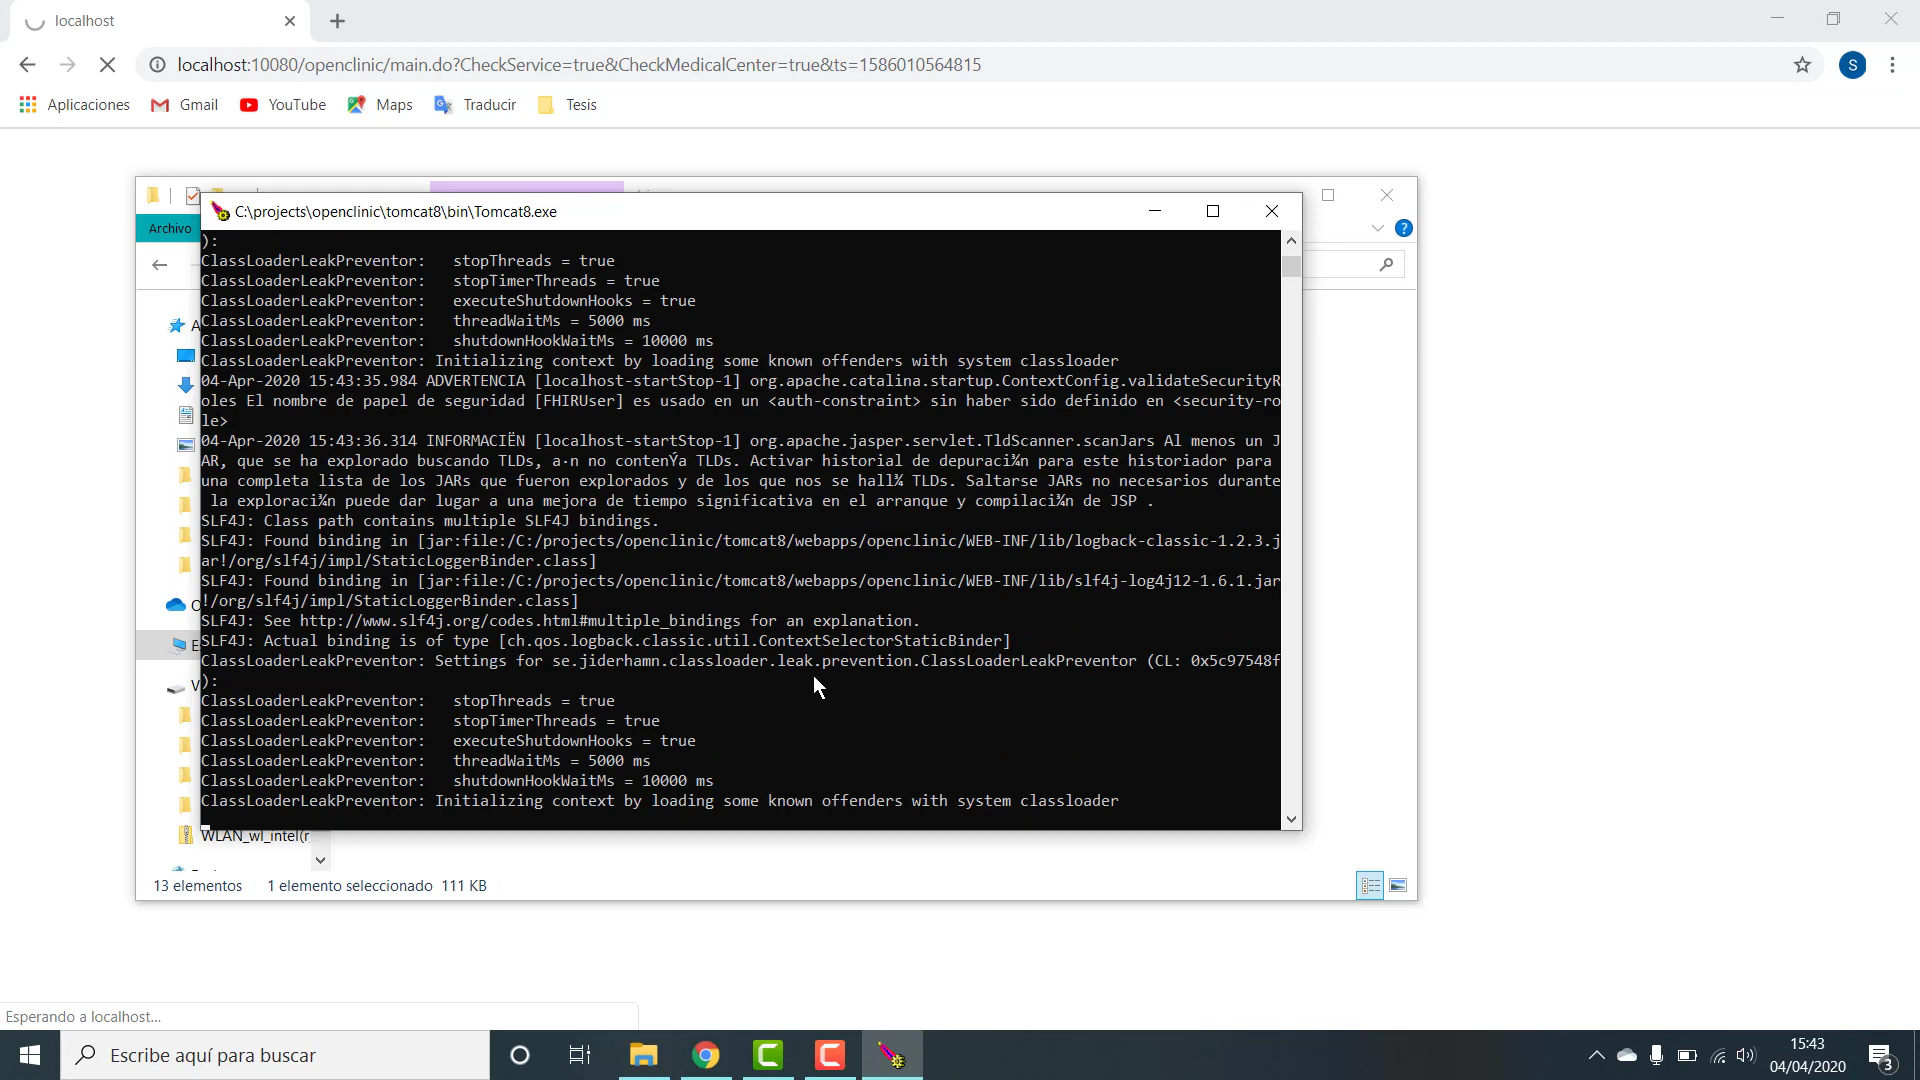 localhost
localhost:10080/openclinic/main.do?CheckService=true&CheckMedicalCenter=true&ts=1586010564815
S
Aplicaciones
Gmail
YouTube
Maps
Traducir
Tesis
C:\projects\openclinic\tomcat8\bin\Tomcat8.exe
Archivo
?
):
ClassLoaderLeakPreventor:   stopThreads = true
ClassLoaderLeakPreventor:   stopTimerThreads = true
ClassLoaderLeakPreventor:   executeShutdownHooks = true
ClassLoaderLeakPreventor:   threadWaitMs = 5000 ms
ClassLoaderLeakPreventor:   shutdownHookWaitMs = 10000 ms
ClassLoaderLeakPreventor: Initializing context by loading some known offenders with system classloader
04-Apr-2020 15:43:35.984 ADVERTENCIA [localhost-startStop-1] org.apache.catalina.startup.ContextConfig.validateSecurityR
oles El nombre de papel de seguridad [FHIRUser] es usado en un <auth-constraint> sin haber sido definido en <security-ro
le>
04-Apr-2020 15:43:36.314 INFORMACIËN [localhost-startStop-1] org.apache.jasper.servlet.TldScanner.scanJars Al menos un J
AR, que se ha explorado buscando TLDs, a·n no contenÝa TLDs. Activar historial de depuraci¾n para este historiador para
una completa lista de los JARs que fueron explorados y de los que nos se hall¾ TLDs. Saltarse JARs no necesarios durante
 la exploraci¾n puede dar lugar a una mejora de tiempo significativa en el arranque y compilaci¾n de JSP .
SLF4J: Class path contains multiple SLF4J bindings.
SLF4J: Found binding in [jar:file:/C:/projects/openclinic/tomcat8/webapps/openclinic/WEB-INF/lib/logback-classic-1.2.3.j
ar!/org/slf4j/impl/StaticLoggerBinder.class]
SLF4J: Found binding in [jar:file:/C:/projects/openclinic/tomcat8/webapps/openclinic/WEB-INF/lib/slf4j-log4j12-1.6.1.jar
!/org/slf4j/impl/StaticLoggerBinder.class]
SLF4J: See http://www.slf4j.org/codes.html#multiple_bindings for an explanation.
SLF4J: Actual binding is of type [ch.qos.logback.classic.util.ContextSelectorStaticBinder]
ClassLoaderLeakPreventor: Settings for se.jiderhamn.classloader.leak.prevention.ClassLoaderLeakPreventor (CL: 0x5c97548f
):
ClassLoaderLeakPreventor:   stopThreads = true
ClassLoaderLeakPreventor:   stopTimerThreads = true
ClassLoaderLeakPreventor:   executeShutdownHooks = true
ClassLoaderLeakPreventor:   threadWaitMs = 5000 ms
ClassLoaderLeakPreventor:   shutdownHookWaitMs = 10000 ms
ClassLoaderLeakPreventor: Initializing context by loading some known offenders with system classloader
WLAN_wl_intel(r
13 elementos
1 elemento seleccionado 111 KB
Esperando a localhost...
Escribe aquí para buscar
15:43
04/04/2020
3